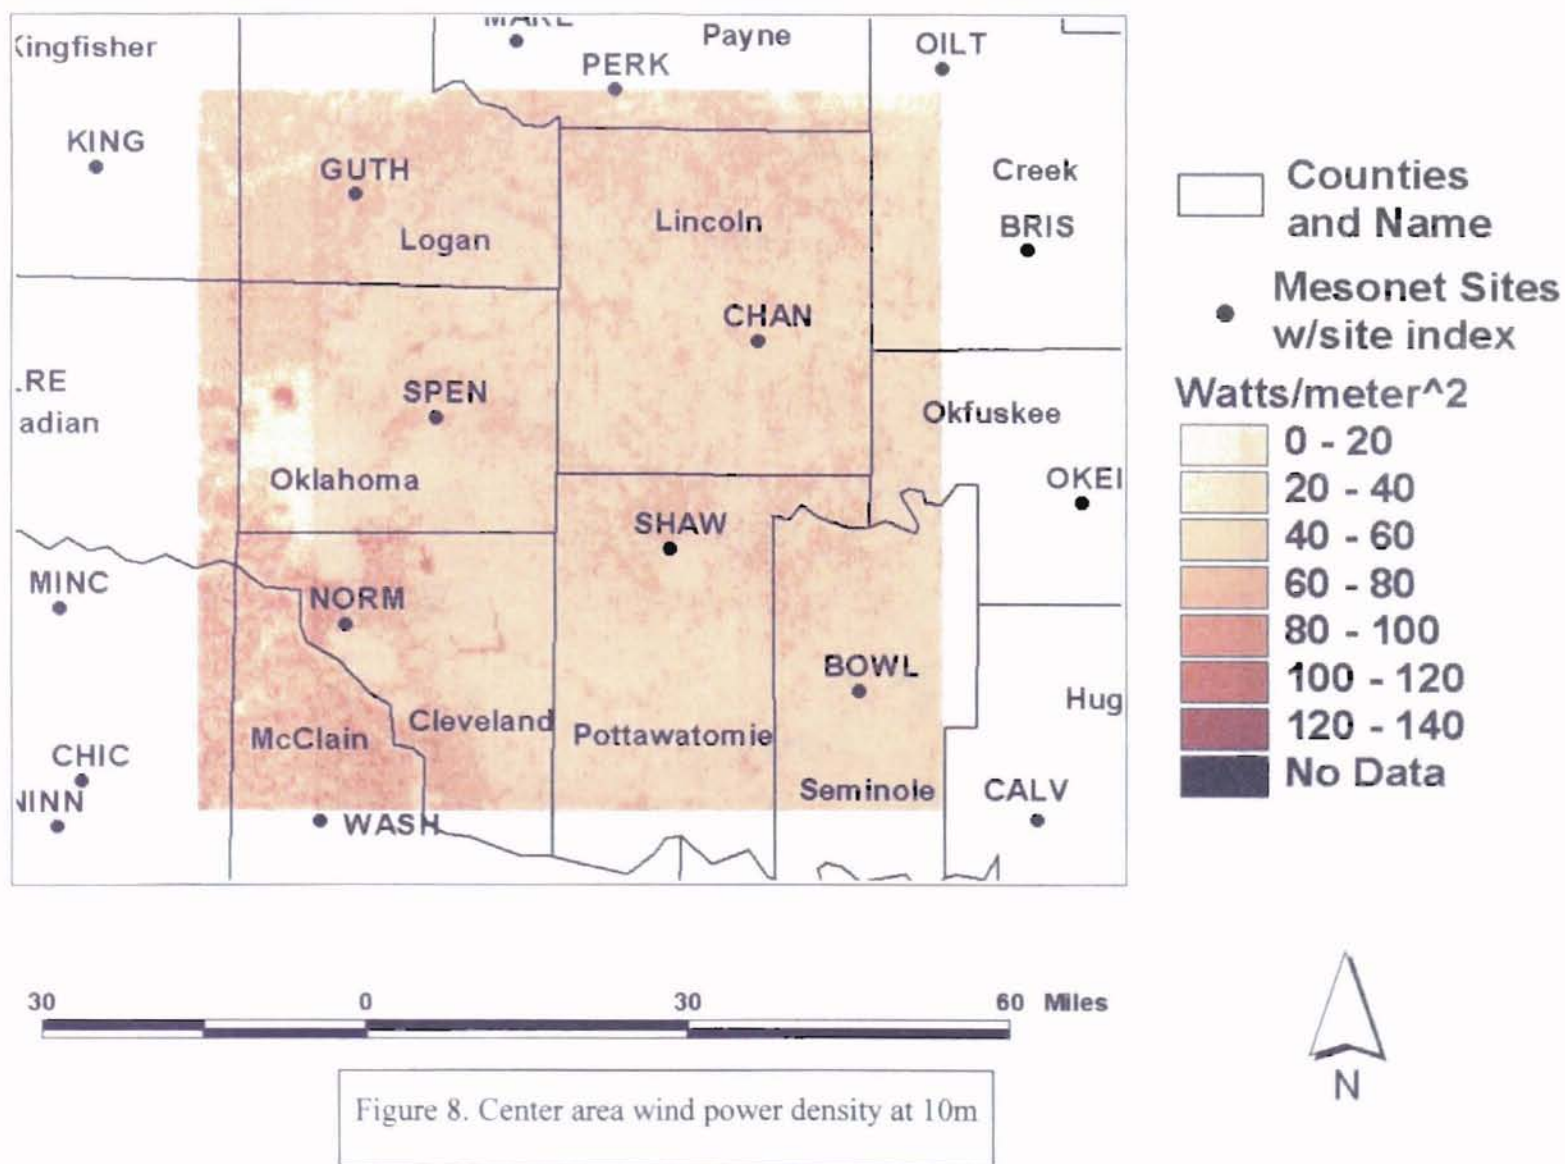 Payne
OILT
PERK
KING
GUTH
Creek
Lincoln
BRIS
Logan
CHAN
SPEN
Okfuskee
Oklahoma
OKEI
SHAW
MINC
NORM
BOWL
Hug
Cleveland
McClain
Pottawatomie
CHIC
Seminole
CALV
WASH
Counties
and Name
Mesonet Sites
w/site index
Watts/meter^2
0 - 20
20 - 40
40 - 60
60 - 80
80 - 100
100 - 120
120 - 140
No Data
30 0 30 60 Miles
N
Figure 8. Center area wind power density at 10m